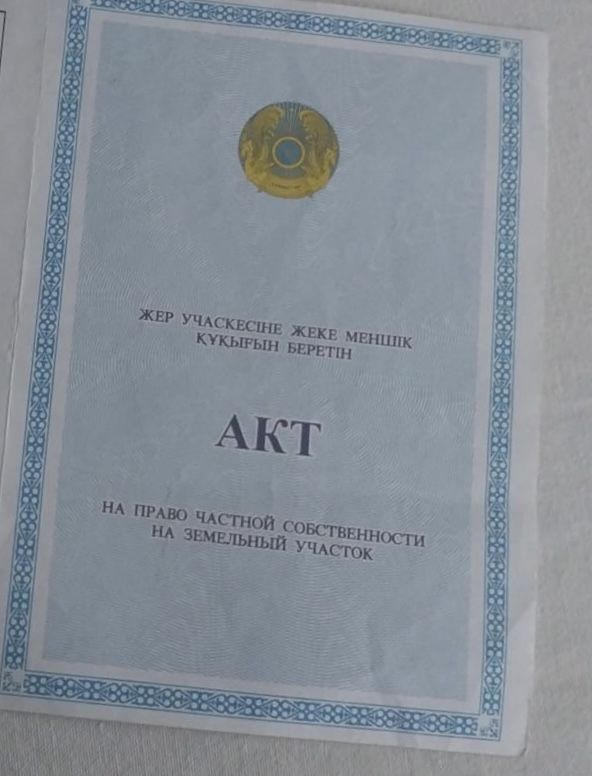 ЖЕР УЧАСКЕСІНЕ ЖЕКЕ МЕНШІК
ҚҰҚЫҒЫН БЕРЕТІН
АКТ
НА ПРАВО ЧАСТНОЙ СОБСТВЕННОСТИ
НА ЗЕМЕЛЬНЫЙ УЧАСТОК